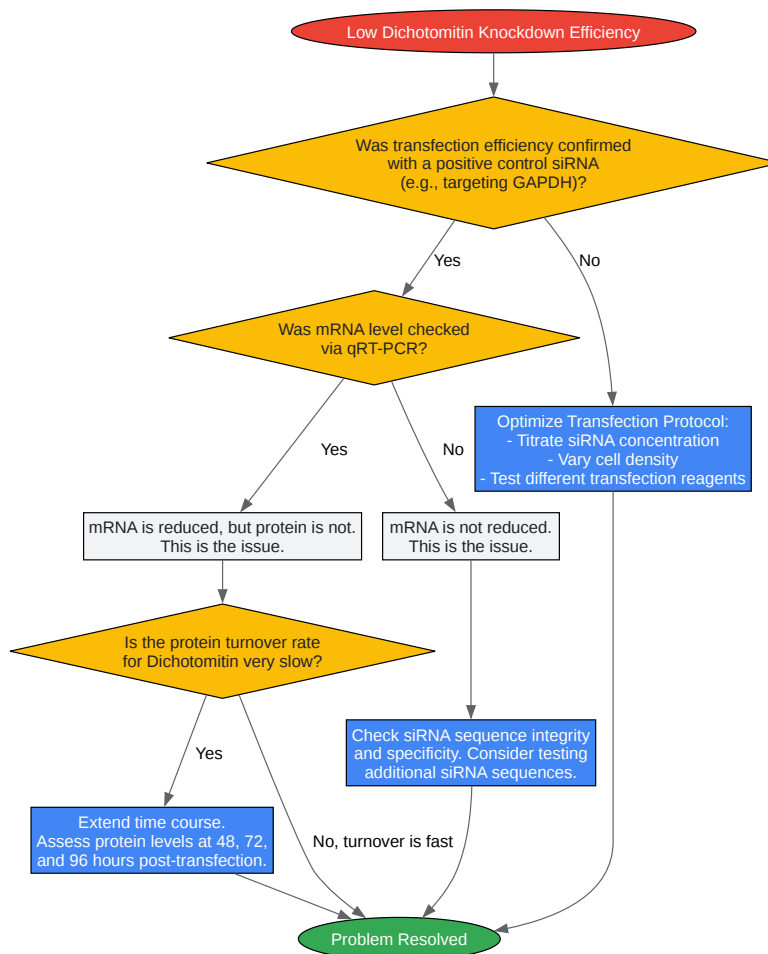 Low Dichotomitin Knockdown Efficiency
Was transfection efficiency confirmed
with a positive control siRNA
(e.g., targeting GAPDH)?
Yes
No
Was mRNA level checked
via qRT-PCR?
Optimize Transfection Protocol:
- Titrate siRNA concentration
- Vary cell density
- Test different transfection reagents
Yes
No
mRNA is reduced, but protein is not.
This is the issue.
mRNA is not reduced.
This is the issue.
Is the protein turnover rate
for Dichotomitin very slow?
Check siRNA sequence integrity
and specificity. Consider testing
additional siRNA sequences.
Yes
No, turnover is fast
Extend time course.
Assess protein levels at 48, 72,
and 96 hours post-transfection.
Problem Resolved